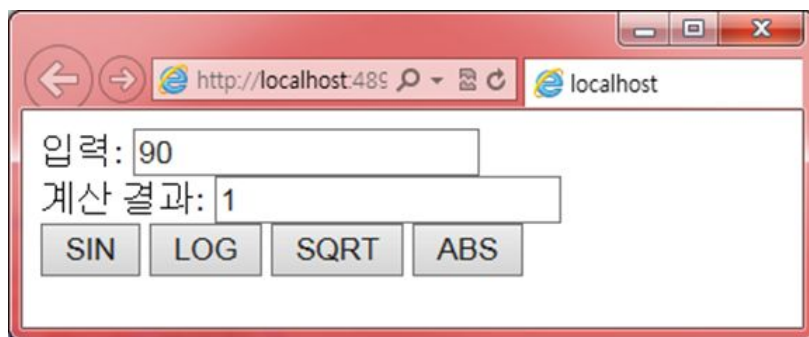 http://localhost:489
localhost
입력: 90
계산 결과: 1
SIN LOG SQRT ABS